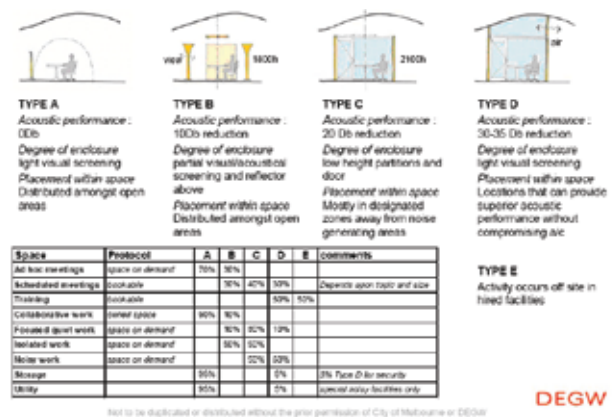 visual
1800h
2100h
air
TYPE A
Acoustic performance :
0Db
Degree of enclosure
light visual screening
Placement within space
Distributed amongst open
areas
TYPE B
Acoustic performance :
10Db reduction
Degree of enclosure
partial visual/acoustical
screening and reflector
above
Placement within space
Distributed amongst open
areas
TYPE C
Acoustic performance :
20 Db reduction
Degree of enclosure
low height partitions and
door
Placement within space
Mostly in designated
zones away from noise
generating areas
TYPE D
Acoustic performance :
30-35 Db reduction
Degree of enclosure
light visual screening
Placement within space
Locations that can provide
superior acoustic
performance without
compromising a/c
TYPE E
Activity occurs off site in
hired facilities
Space Protocol A B C D E comments
Ad hoc meetings space on demand 70% 30%
Scheduled meetings bookable 30% 40% 30% Depends upon topic and size
Training bookable 50% 50%
Collaborative work owned space 90% 10%
Focused quiet work space on demand 10% 80% 10%
Isolated work space on demand 50% 50%
Noisy work space on demand 50% 50%
Storage 95% 5% 5% Type D for security
Utility 95% 5% special noisy facilities only
DEGW
Not to be duplicated or distributed without the prior permission of City of Melbourne or DEGW